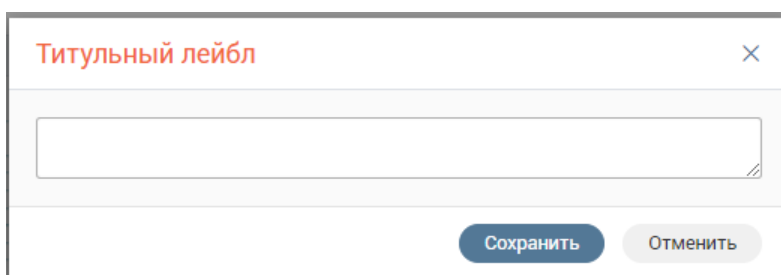 Титульный лейбл
Сохранить Отменить